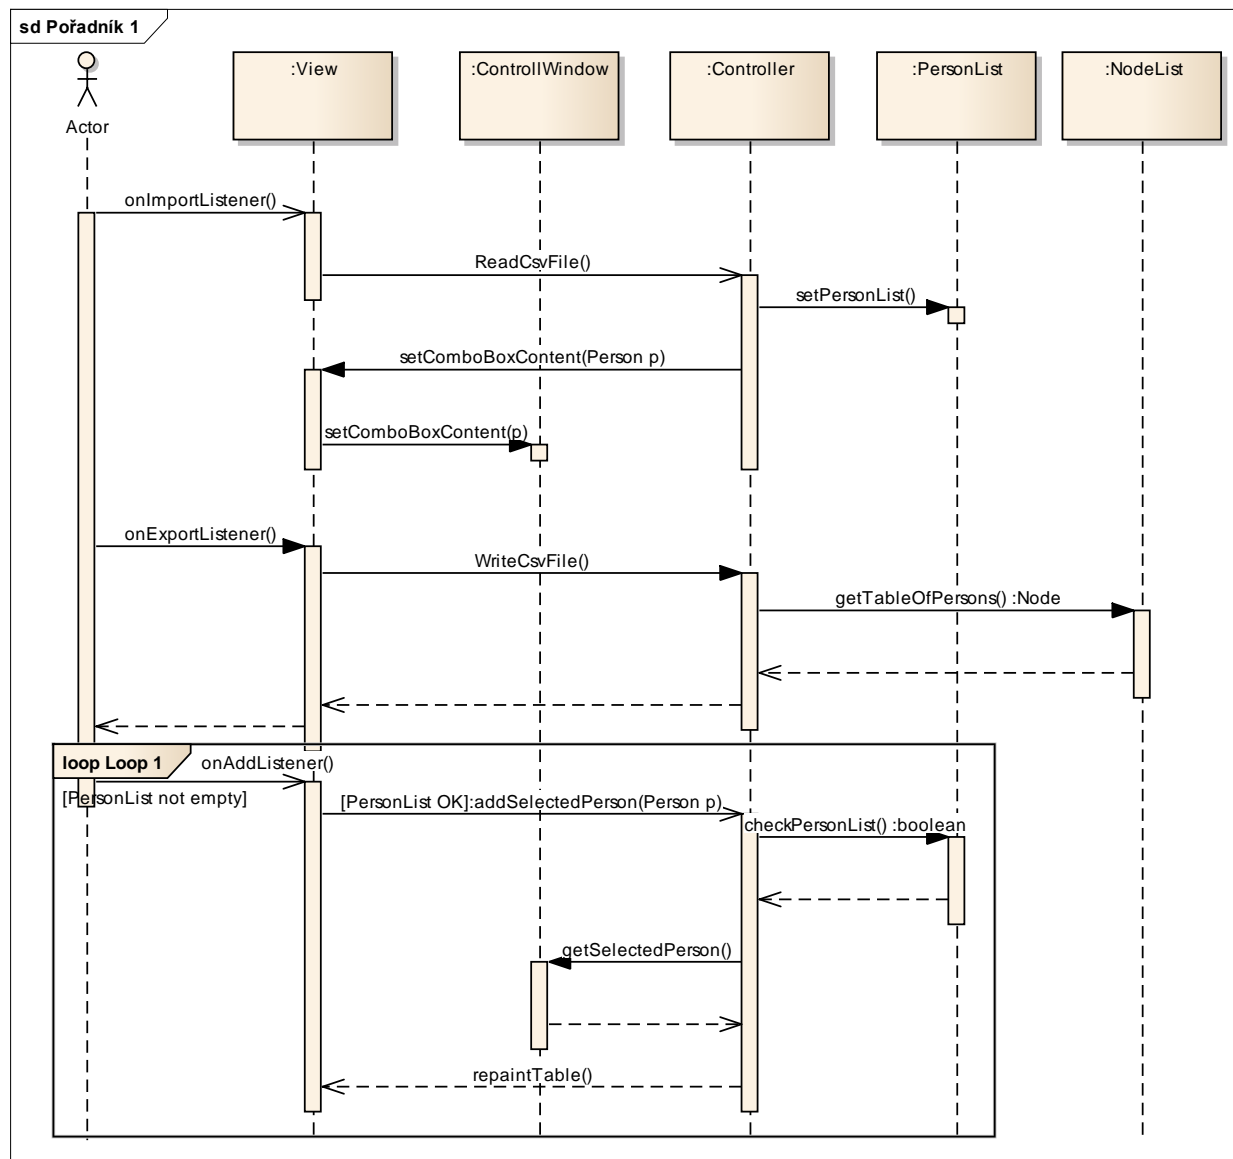 sd Pořadník 1
Actor
:View
:ControllWindow
:Controller
:PersonList
:NodeList
onImportListener()
ReadCsvFile()
setPersonList()
setComboBoxContent(Person p)
setComboBoxContent(p)
onExportListener()
WriteCsvFile()
getTableOfPersons() :Node
loop Loop 1
onAddListener()
[PersonList not empty]
[PersonList OK]:addSelectedPerson(Person p)
checkPersonList() :boolean
getSelectedPerson()
repaintTable()